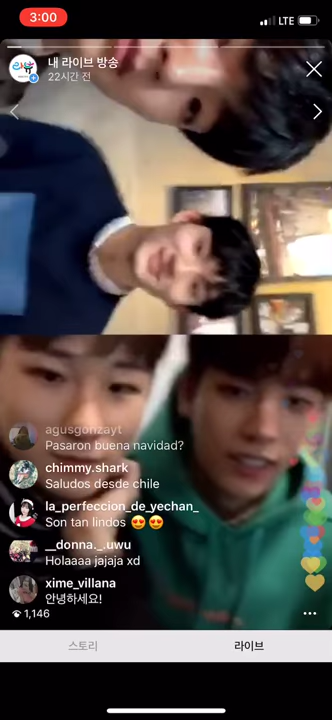 3:00
LTE
내 라이브 방송
22시간 전
agusgonzayt
Pasaron buena navidad?
chimmy.shark
Saludos desde chile
la_perfeccion_de_yechan_
Son tan lindos 😍😍
__donna._.uwu
Holaaaa jajaja xd
xime_villana
안녕하세요!
1,146
스토리
라이브